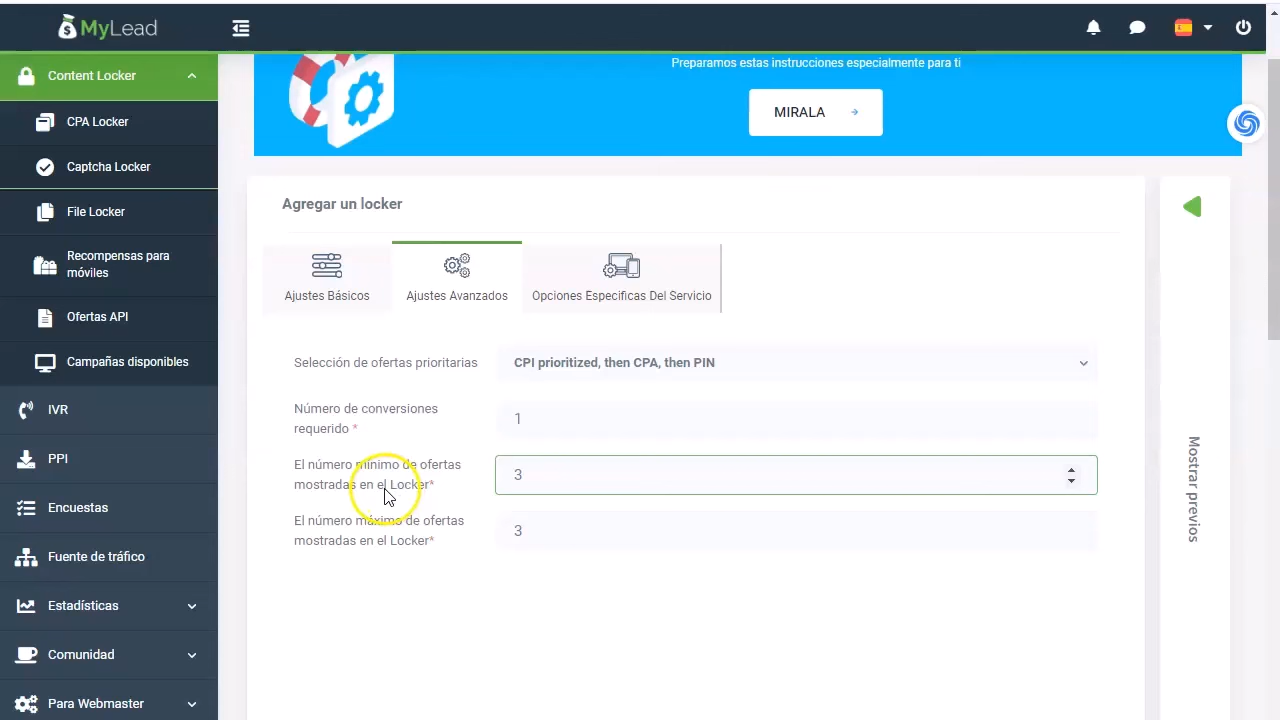 MyLead
Content Locker
CPA Locker
Captcha Locker
File Locker
Recompensas para
móviles
Ofertas API
Campañas disponibles
IVR
PPI
Encuestas
Fuente de tráfico
Estadísticas
Comunidad
Para Webmaster
Preparamos estas instrucciones especialmente para ti
MIRALA
Agregar un locker
Ajustes Básicos
Ajustes Avanzados
Opciones Especificas Del Servicio
Selección de ofertas prioritarias
CPI prioritized, then CPA, then PIN
Número de conversiones
requerido *
1
El número mínimo de ofertas
mostradas en el Locker*
3
El número máximo de ofertas
mostradas en el Locker*
3
Mostrar previos